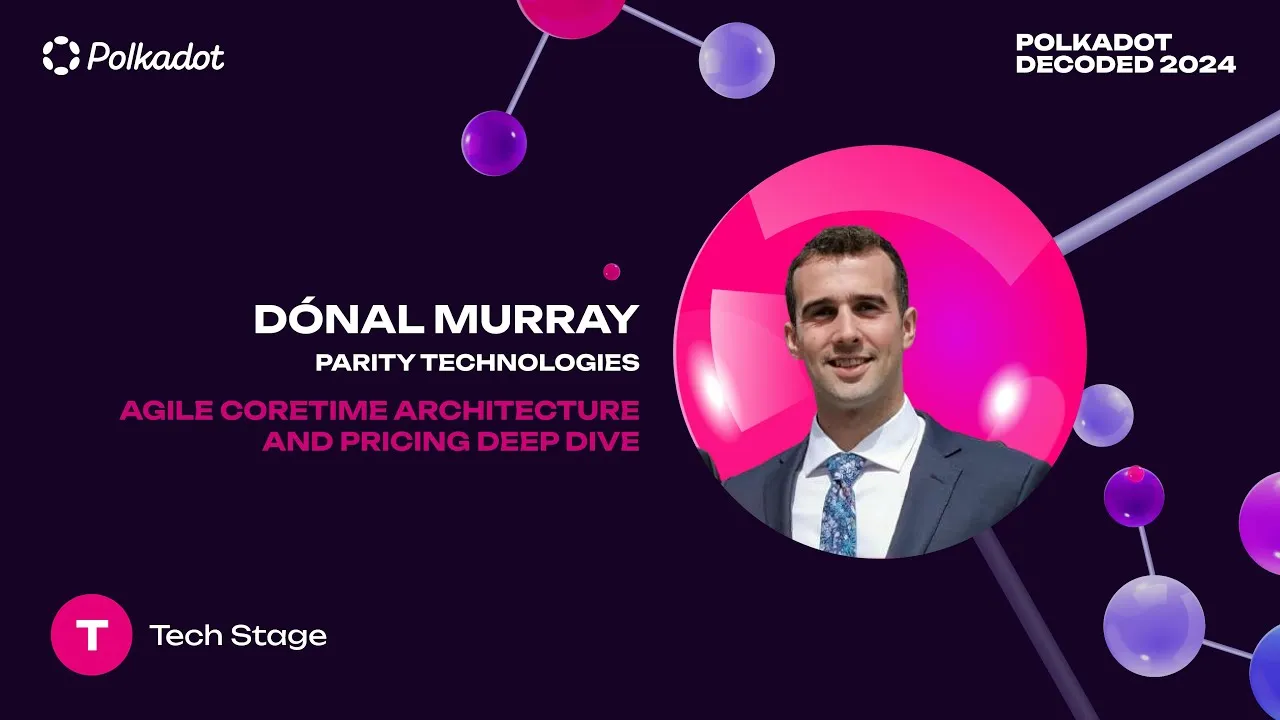 Polkadot
POLKADOT
DECODED 2024
DÓNAL MURRAY
PARITY TECHNOLOGIES
AGILE CORETIME ARCHITECTURE
AND PRICING DEEP DIVE
T
Tech Stage